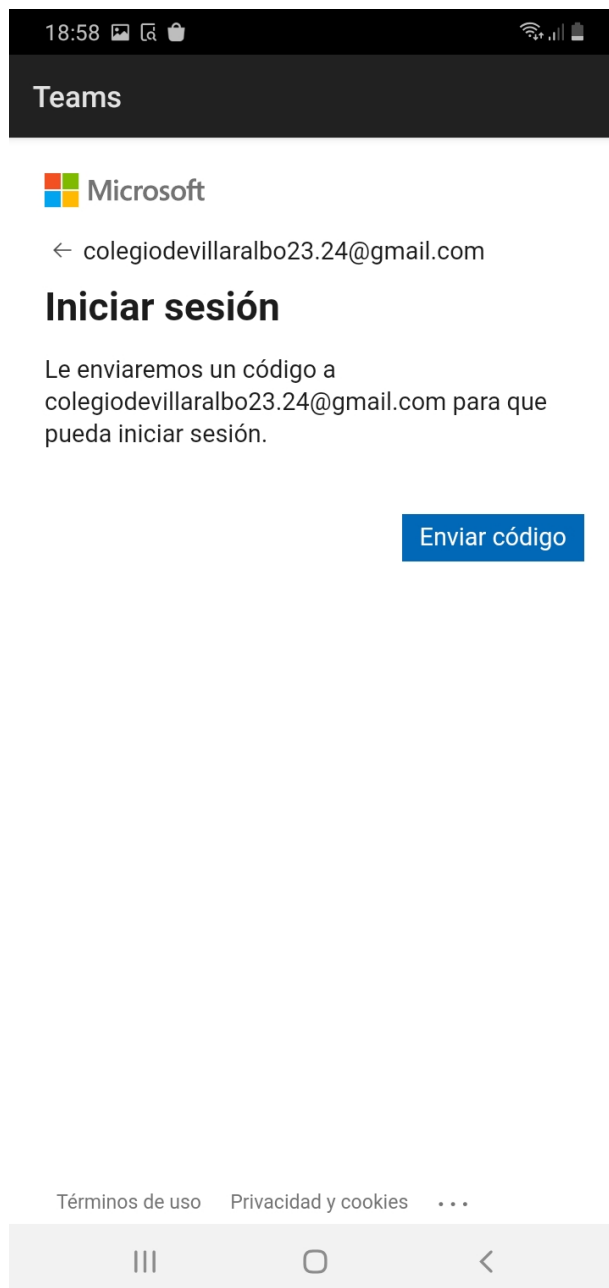 18:58
Teams
Microsoft
← colegiodevillaralbo23.24@gmail.com
Iniciar sesión
Le enviaremos un código a
colegiodevillaralbo23.24@gmail.com para que
pueda iniciar sesión.
Enviar código
Términos de uso Privacidad y cookies ...